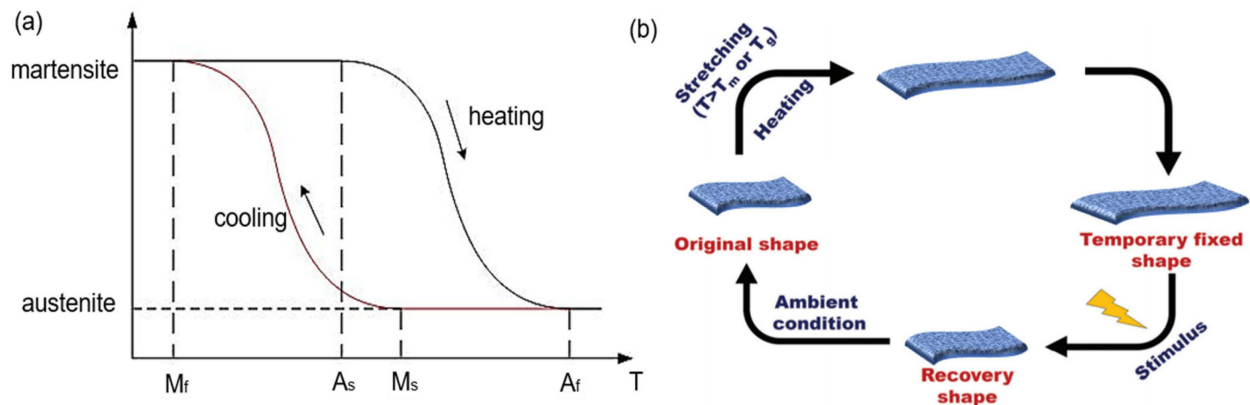 (a)
martensite
heating
cooling
austenite
Mf
As
Ms
Af
T
(b)
Stretching
(T>Tm or Tg)
Heating
Original shape
Temporary fixed
shape
Ambient
condition
Stimulus
Recovery
shape